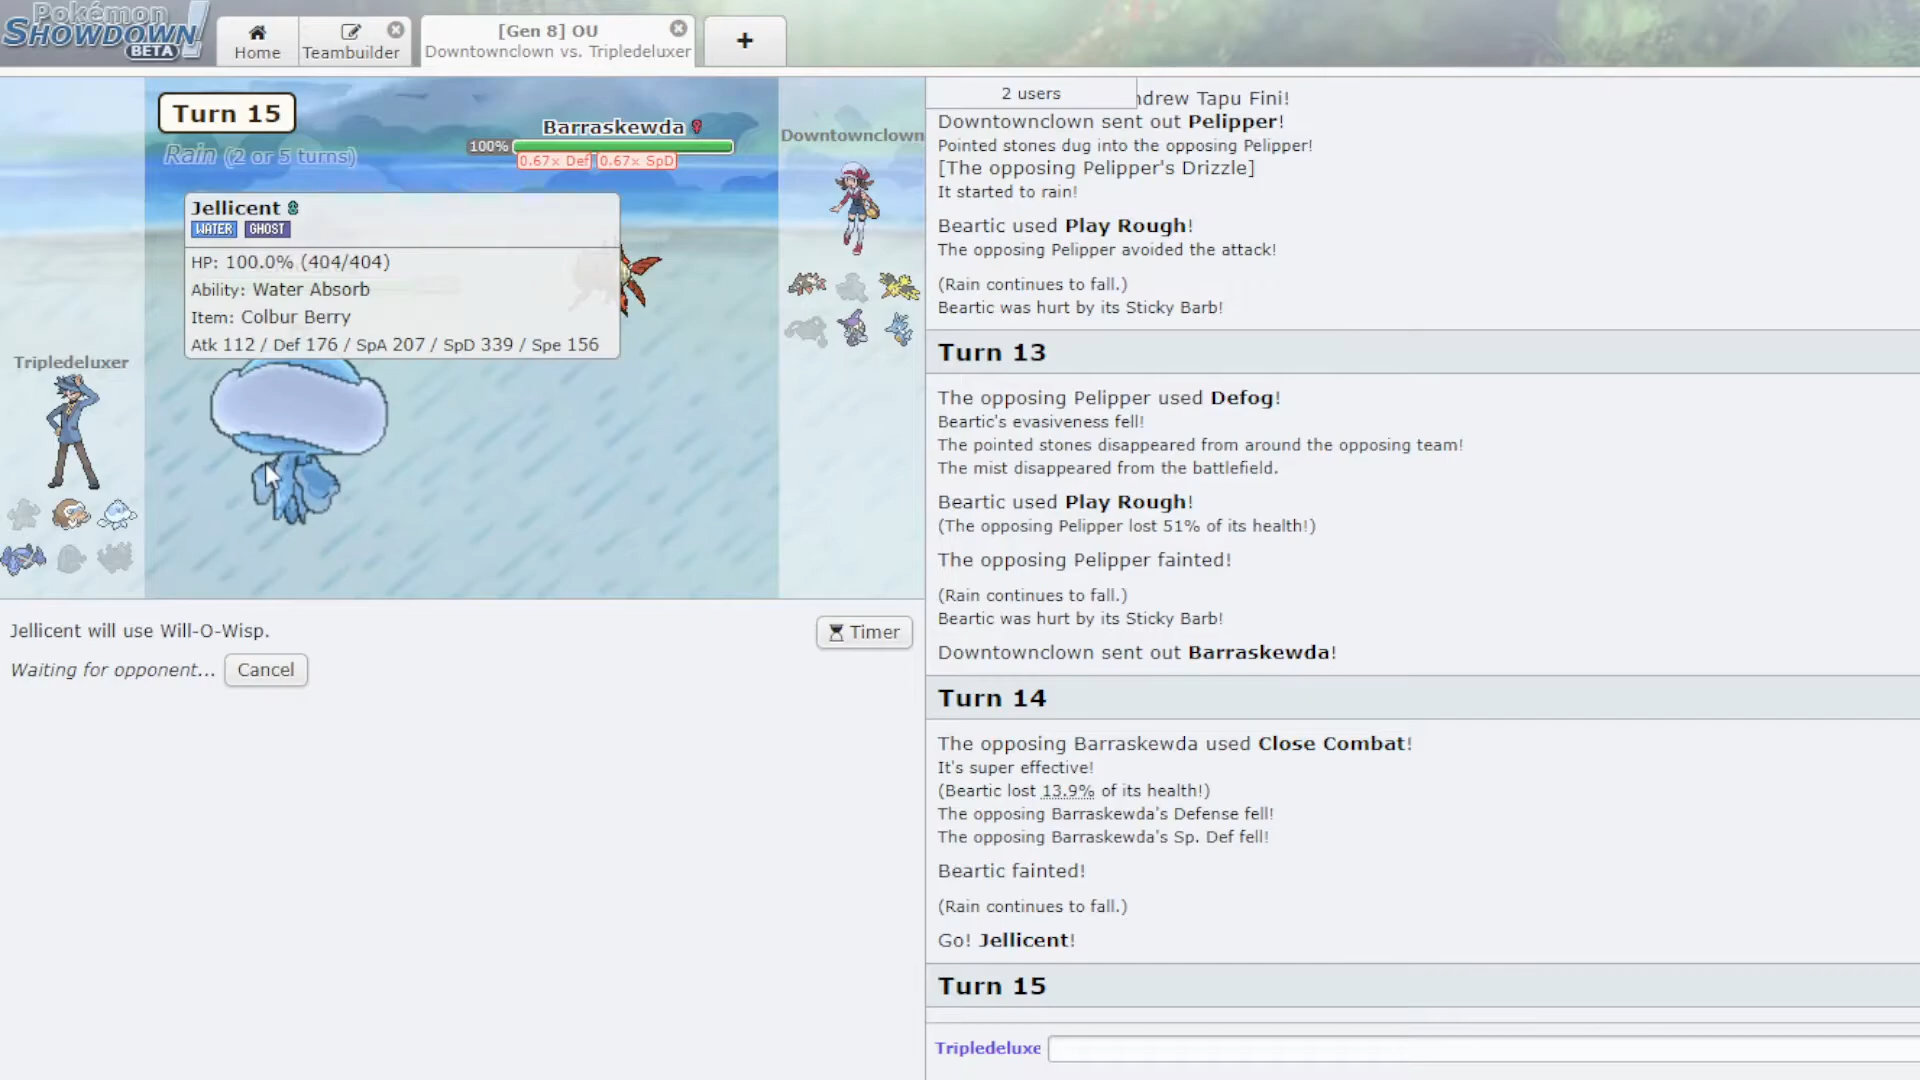 Pokémon
SHOWDOWN!
BETA
Home
Teambuilder
[Gen 8] OU
Downtownclown vs. Tripledeluxer
+
Turn 15
Rain (2 or 5 turns)
Barraskewda
100%
0.67× Def 0.67× SpD
Downtownclown
Jellicent
WATER GHOST
HP: 100.0% (404/404)
Ability: Water Absorb
Item: Colbur Berry
Atk 112 / Def 176 / SpA 207 / SpD 339 / Spe 156
Tripledeluxer
Jellicent will use Will-O-Wisp.
Timer
Waiting for opponent... Cancel
2 users
ndrew Tapu Fini!
Downtownclown sent out Pelipper!
Pointed stones dug into the opposing Pelipper!
[The opposing Pelipper's Drizzle]
It started to rain!
Beartic used Play Rough!
The opposing Pelipper avoided the attack!
(Rain continues to fall.)
Beartic was hurt by its Sticky Barb!
Turn 13
The opposing Pelipper used Defog!
Beartic's evasiveness fell!
The pointed stones disappeared from around the opposing team!
The mist disappeared from the battlefield.
Beartic used Play Rough!
(The opposing Pelipper lost 51% of its health!)
The opposing Pelipper fainted!
(Rain continues to fall.)
Beartic was hurt by its Sticky Barb!
Downtownclown sent out Barraskewda!
Turn 14
The opposing Barraskewda used Close Combat!
It's super effective!
(Beartic lost 13.9% of its health!)
The opposing Barraskewda's Defense fell!
The opposing Barraskewda's Sp. Def fell!
Beartic fainted!
(Rain continues to fall.)
Go! Jellicent!
Turn 15
Tripledeluxe